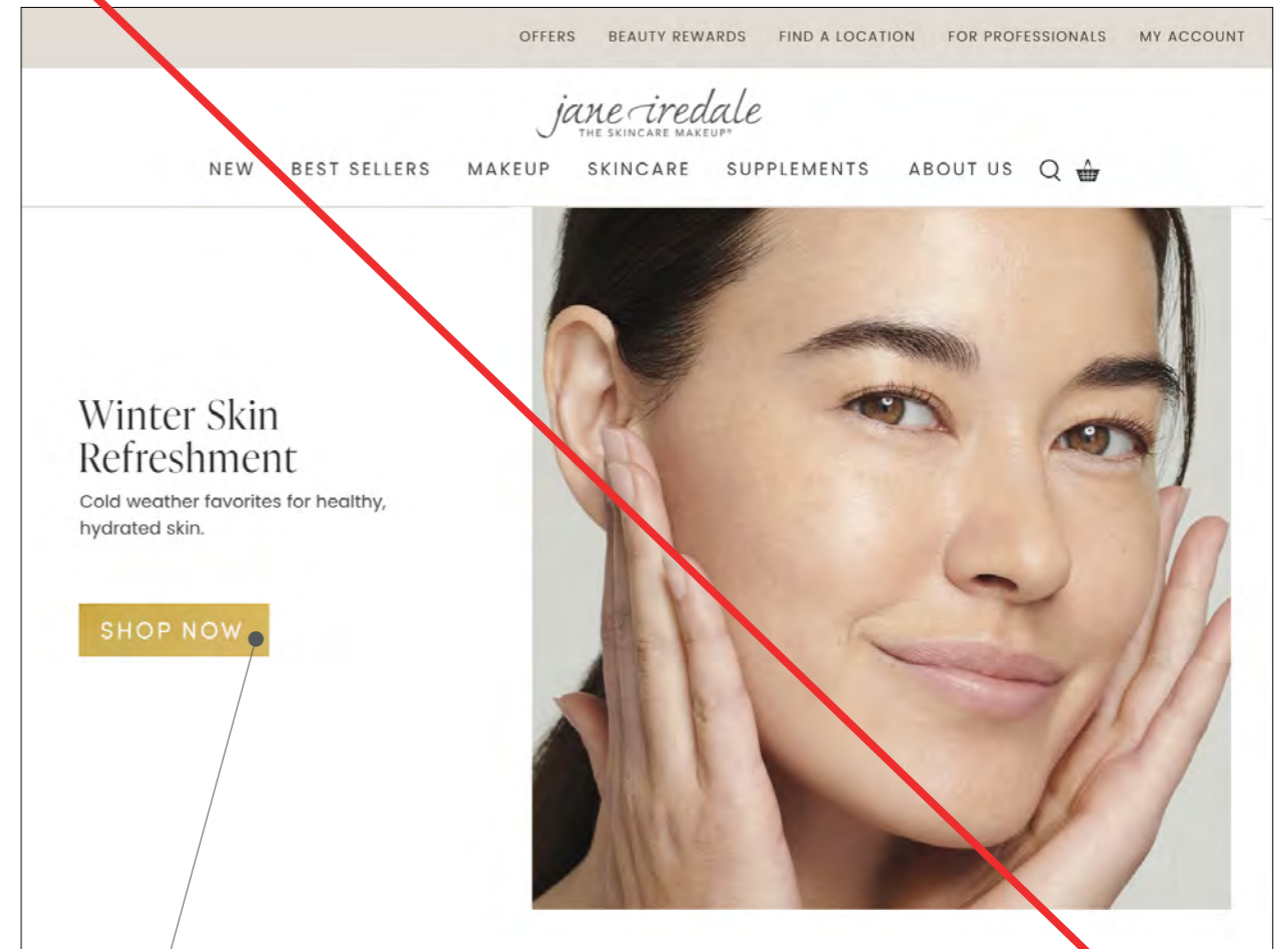 OFFERS BEAUTY REWARDS FIND A LOCATION FOR PROFESSIONALS MY ACCOUNT
jane iredale
THE SKINCARE MAKEUP®
NEW BEST SELLERS MAKEUP SKINCARE SUPPLEMENTS ABOUT US
Winter Skin
Refreshment
Cold weather favorites for healthy,
hydrated skin.
SHOP NOW